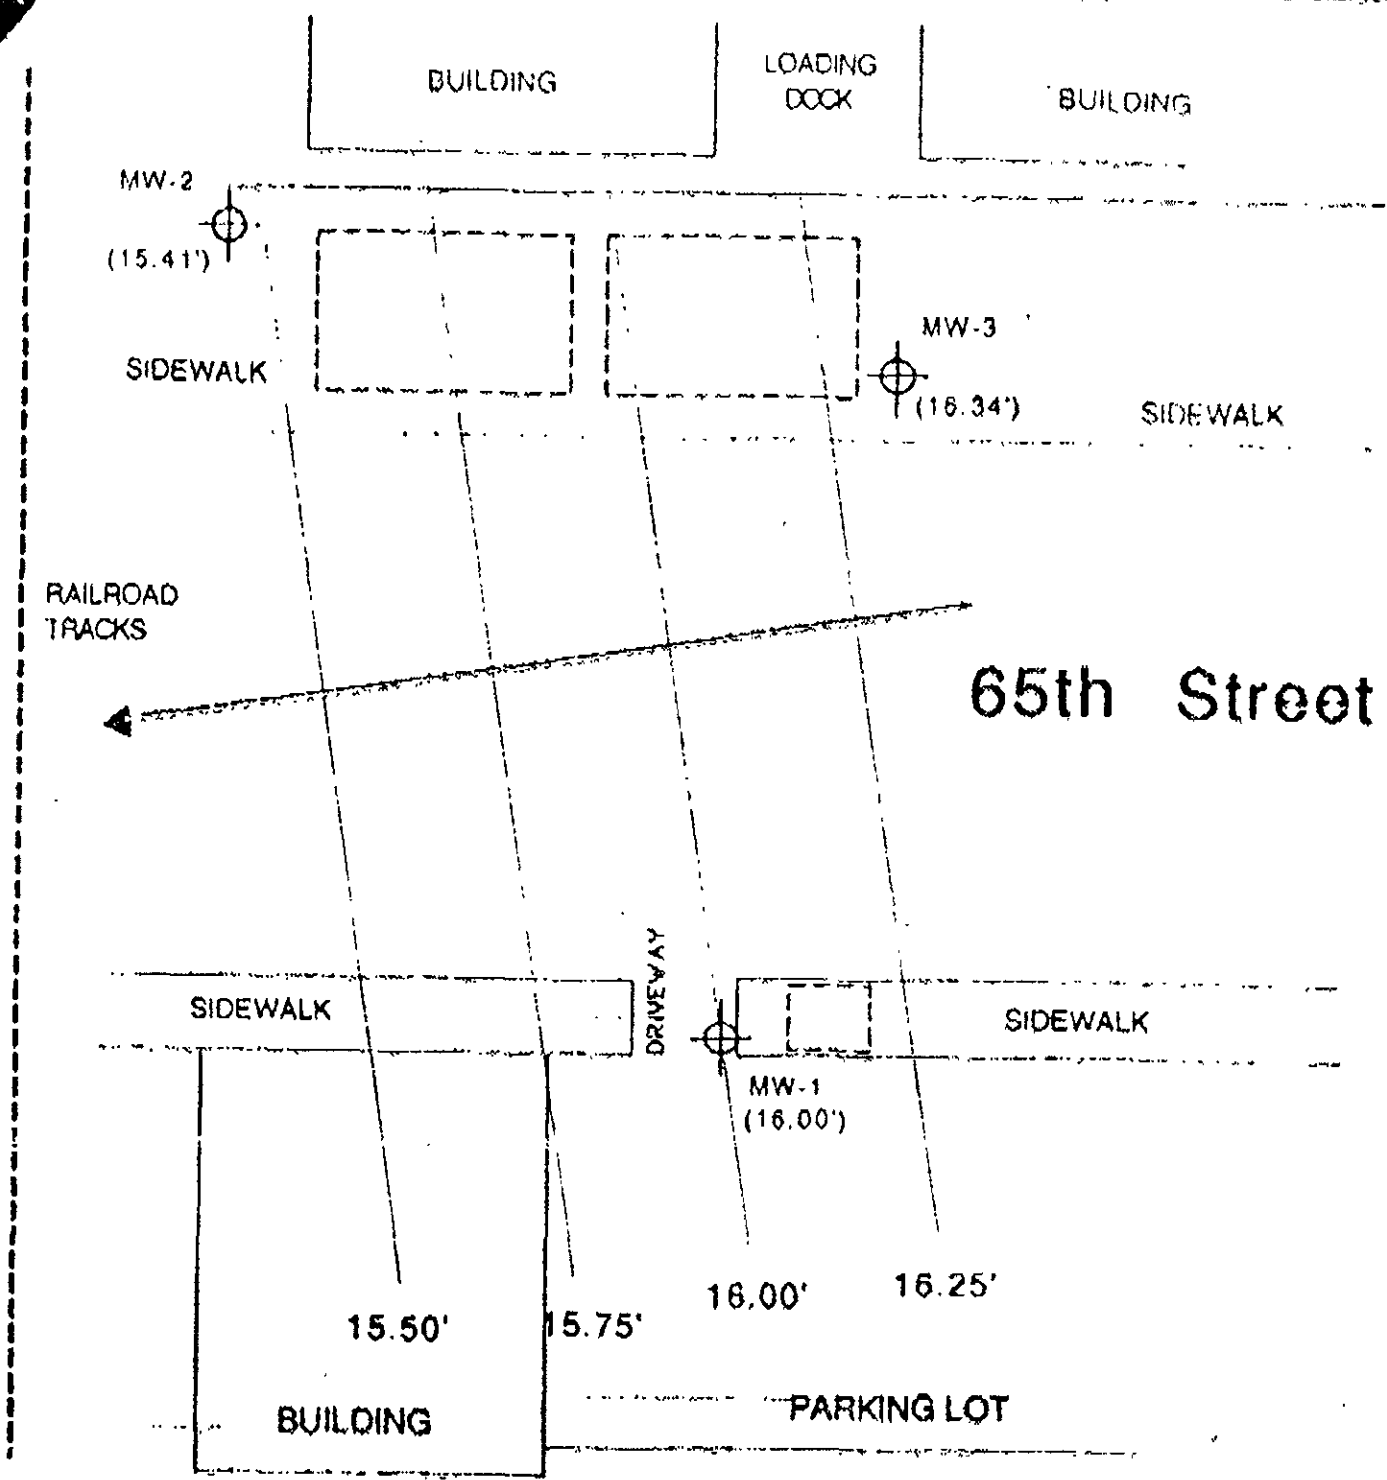 BUILDING
LOADING
DOCK
BUILDING
MW-2
(15.41')
MW-3
(16.34')
SIDEWALK
SIDEWALK
RAILROAD
TRACKS
65th Street
DRIVEWAY
SIDEWALK
SIDEWALK
MW-1
(16.00')
15.50'
15.75'
16.00'
16.25'
BUILDING
PARKING LOT